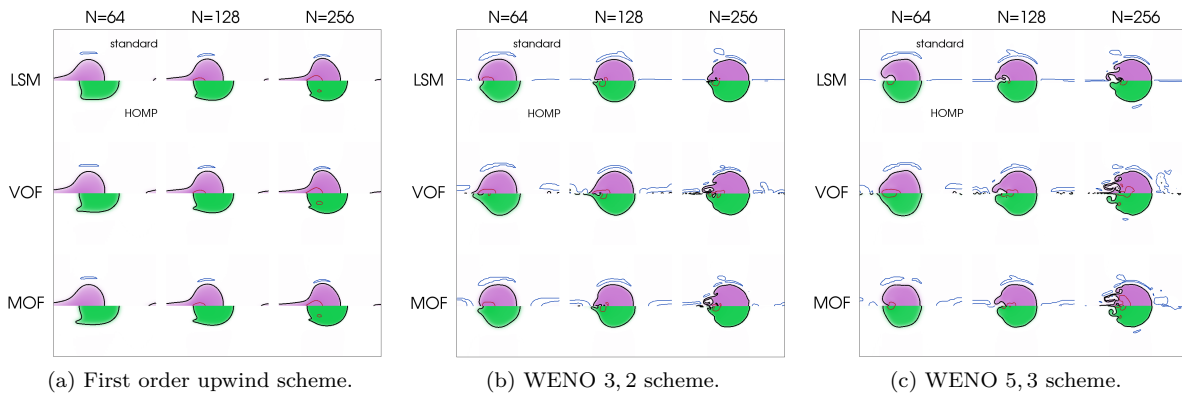 N=64 N=128 N=256
standard
LSM
HOMP
VOF
MOF
(a) First order upwind scheme.
N=64 N=128 N=256
standard
LSM
HOMP
VOF
MOF
(b) WENO 3, 2 scheme.
N=64 N=128 N=256
standard
LSM
HOMP
VOF
MOF
(c) WENO 5, 3 scheme.